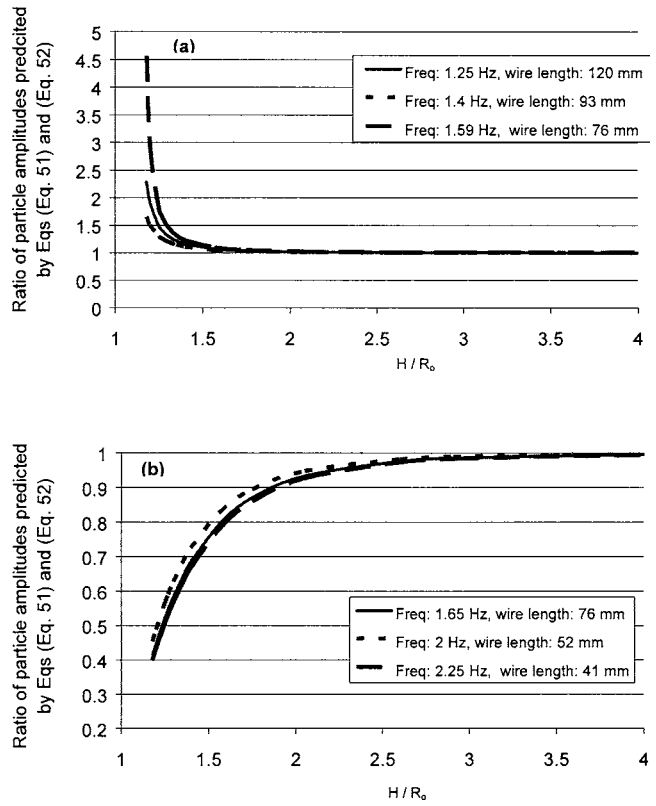 Ratio of particle amplitudes predcited
by Eqs (Eq. 51) and (Eq. 52)
(a)
5
4.5
4
3.5
3
2.5
2
1.5
1
0.5
0
Freq: 1.25 Hz, wire length: 120 mm
Freq: 1.4 Hz, wire length: 93 mm
Freq: 1.59 Hz, wire length: 76 mm
1 1.5 2 2.5 3 3.5 4
H / Rₒ
Ratio of particle amplitudes predicted
by Eqs (Eq. 51) and (Eq. 52)
(b)
1
0.9
0.8
0.7
0.6
0.5
0.4
0.3
0.2
Freq: 1.65 Hz, wire length: 76 mm
Freq: 2 Hz, wire length: 52 mm
Freq: 2.25 Hz, wire length: 41 mm
1 1.5 2 2.5 3 3.5 4
H / Rₒ